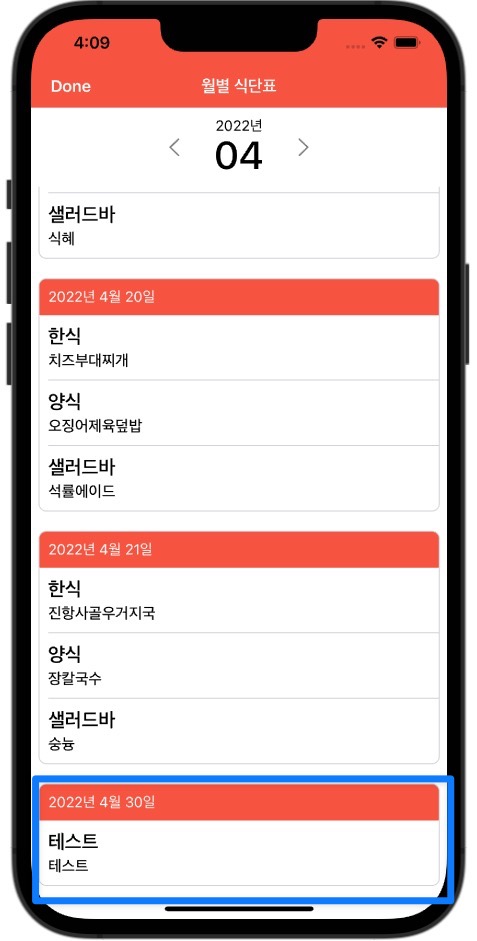 4:09
Done
월별 식단표
2022년
04
샐러드바
식혜
2022년 4월 20일
한식
치즈부대찌개
양식
오징어제육덮밥
샐러드바
석률에이드
2022년 4월 21일
한식
진항사골우거지국
양식
장칼국수
샐러드바
숭늉
2022년 4월 30일
테스트
테스트